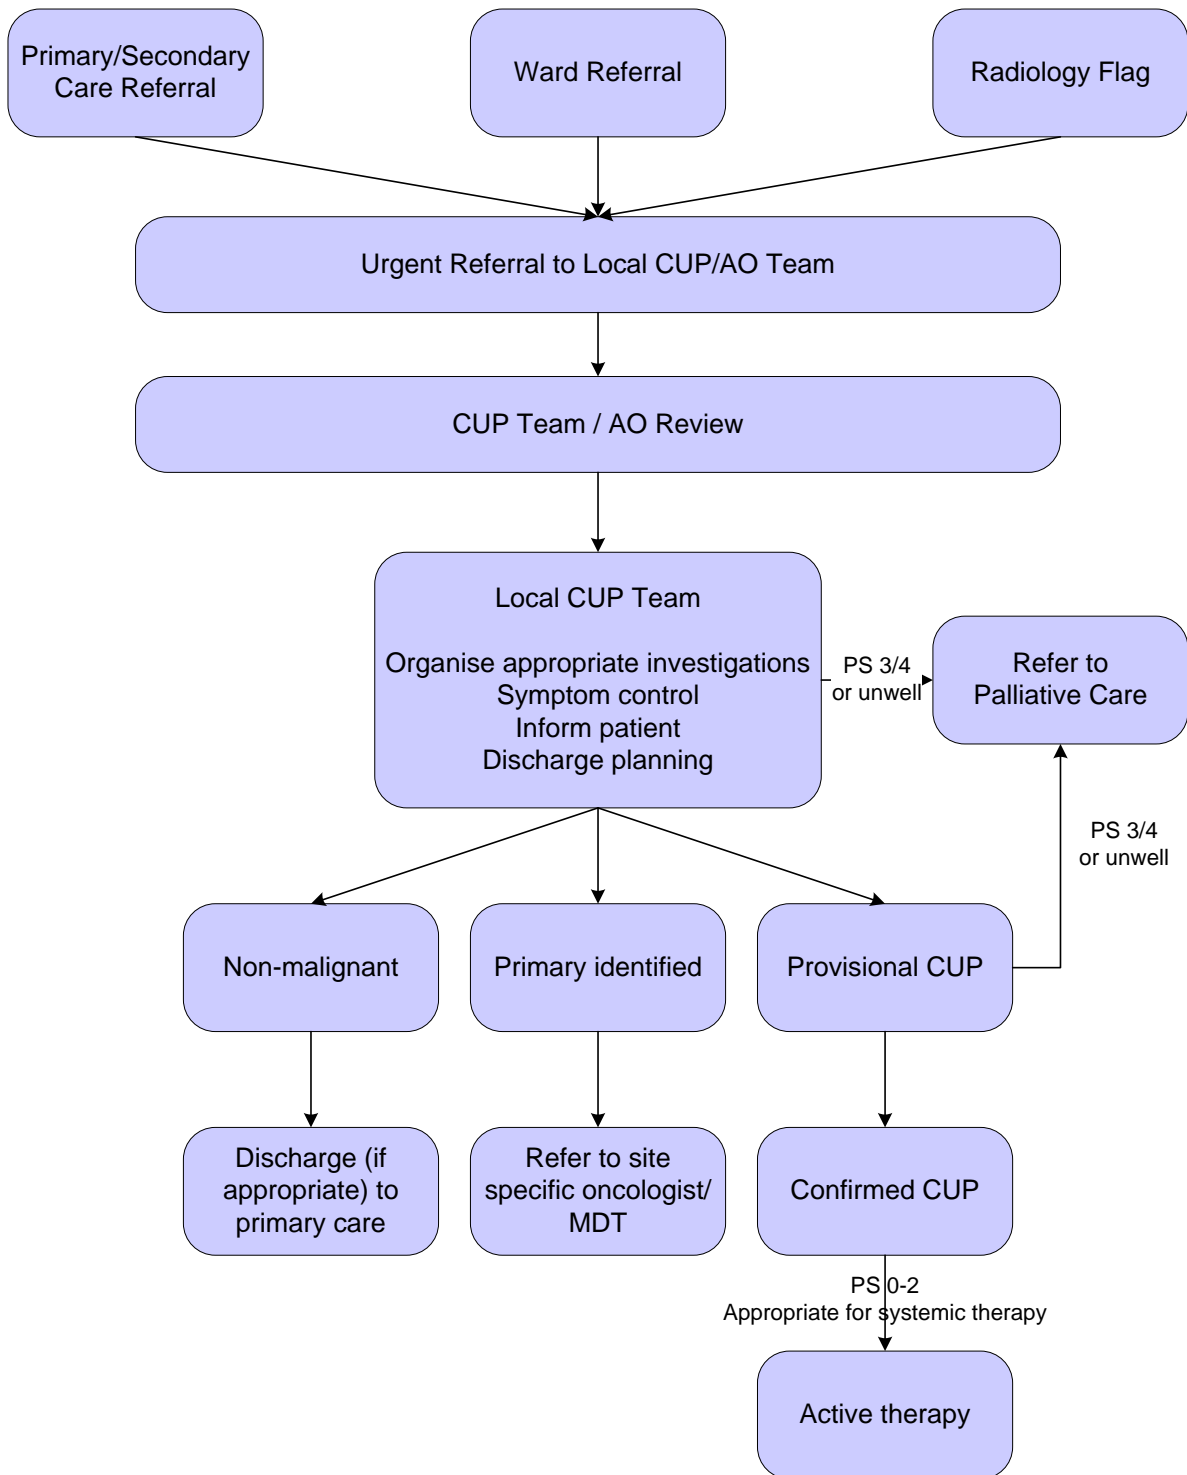 Primary/Secondary
Care Referral
Ward Referral
Radiology Flag
Urgent Referral to Local CUP/AO Team
CUP Team / AO Review
Local CUP Team
Organise appropriate investigations
Symptom control
Inform patient
Discharge planning
PS 3/4
or unwell
Refer to
Palliative Care
PS 3/4
or unwell
Non-malignant
Primary identified
Provisional CUP
Discharge (if
appropriate) to
primary care
Refer to site
specific oncologist/
MDT
Confirmed CUP
PS 0-2
Appropriate for systemic therapy
Active therapy